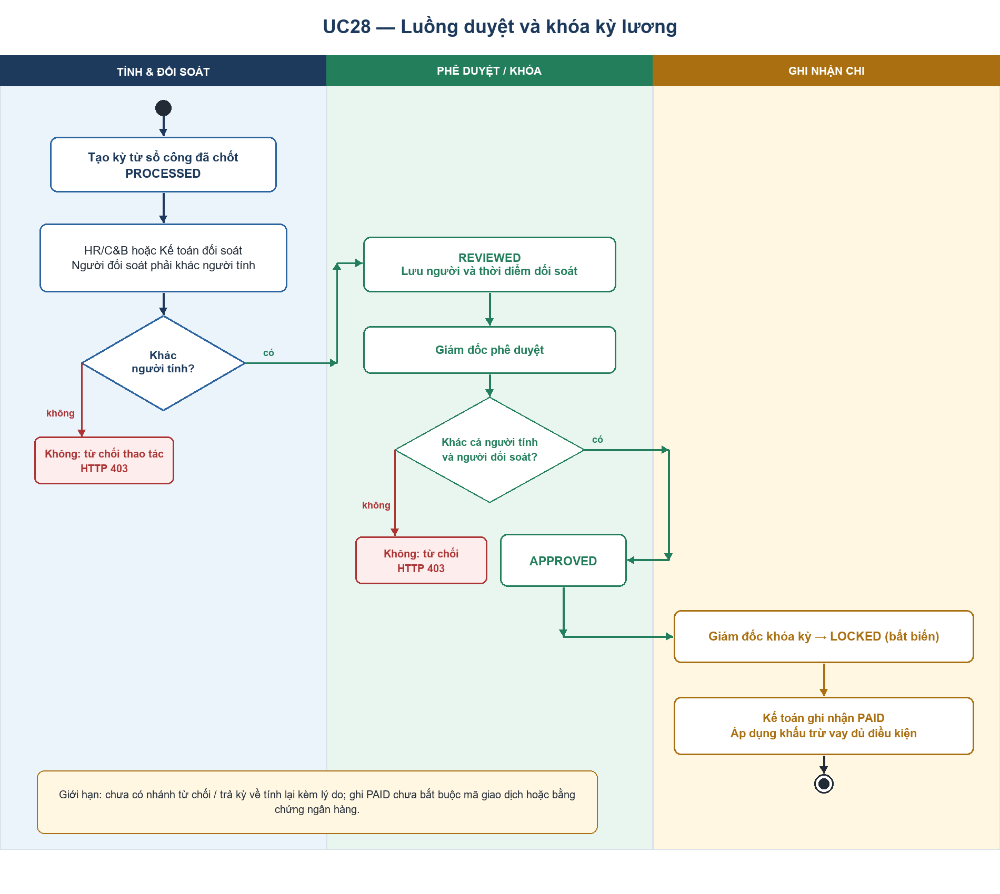 UC28 — Luồng duyệt và khóa kỳ lương
TÍNH & ĐỐI SOÁT
PHÊ DUYỆT / KHÓA
GHI NHẬN CHI
Tạo kỳ từ sổ công đã chốt
PROCESSED
HR/C&B hoặc Kế toán đối soát
Người đối soát phải khác người tính
Khác
người tính?
có
không
Không: từ chối thao tác
HTTP 403
REVIEWED
Lưu người và thời điểm đối soát
Giám đốc phê duyệt
Khác cả người tính
và người đối soát?
có
không
Không: từ chối
HTTP 403
APPROVED
Giám đốc khóa kỳ → LOCKED (bất biến)
Kế toán ghi nhận PAID
Áp dụng khấu trừ vay đủ điều kiện
Giới hạn: chưa có nhánh từ chối / trả kỳ về tính lại kèm lý do; ghi PAID chưa bắt buộc mã giao dịch hoặc bằng
chứng ngân hàng.